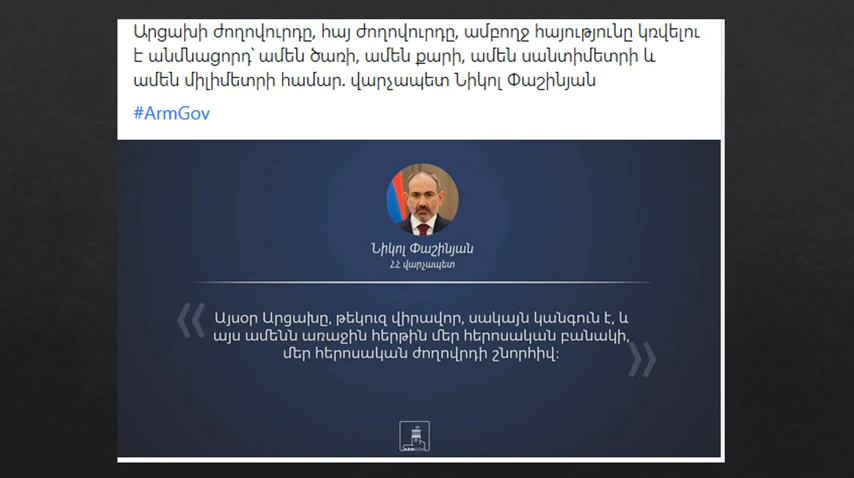 Արցախի ժողովուրդը, հայ ժողովուրդը, ամբողջ հայությունը կռվելու
է անմնացորդ՝ ամեն ծառի, ամեն քարի, ամեն սանտիմետրի և
ամեն միլիմետրի համար. վարչապետ Նիկոլ Փաշինյան
#ArmGov
Նիկոլ Փաշինյան
ՀՀ վարչապետ
« Այսօր Արցախը, թեկուզ վիրավոր, սակայն կանգուն է, և
այս ամենն առաջին հերթին մեր հերոսական բանակի,
մեր հերոսական ժողովրդի շնորհիվ: »
ARMGOV